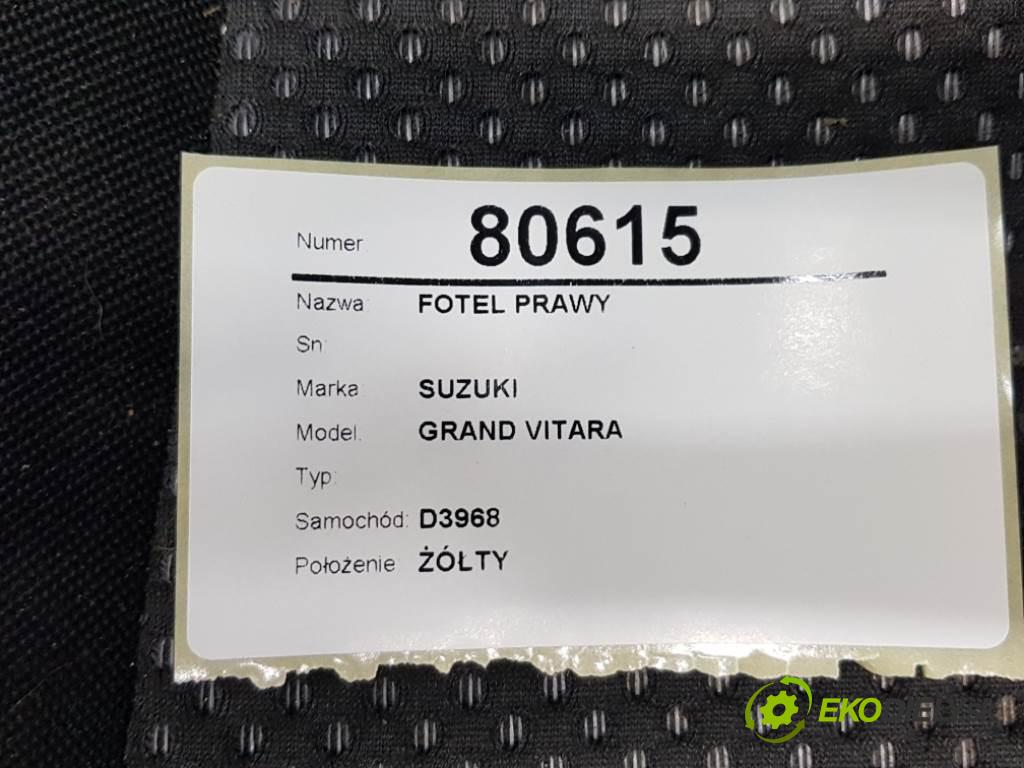 Numer 80615
Nazwa: FOTEL PRAWY
Sn:
Marka SUZUKI
Model: GRAND VITARA
Typ:
Samochód: D3968
Położenie ŻÓŁTY
EKO